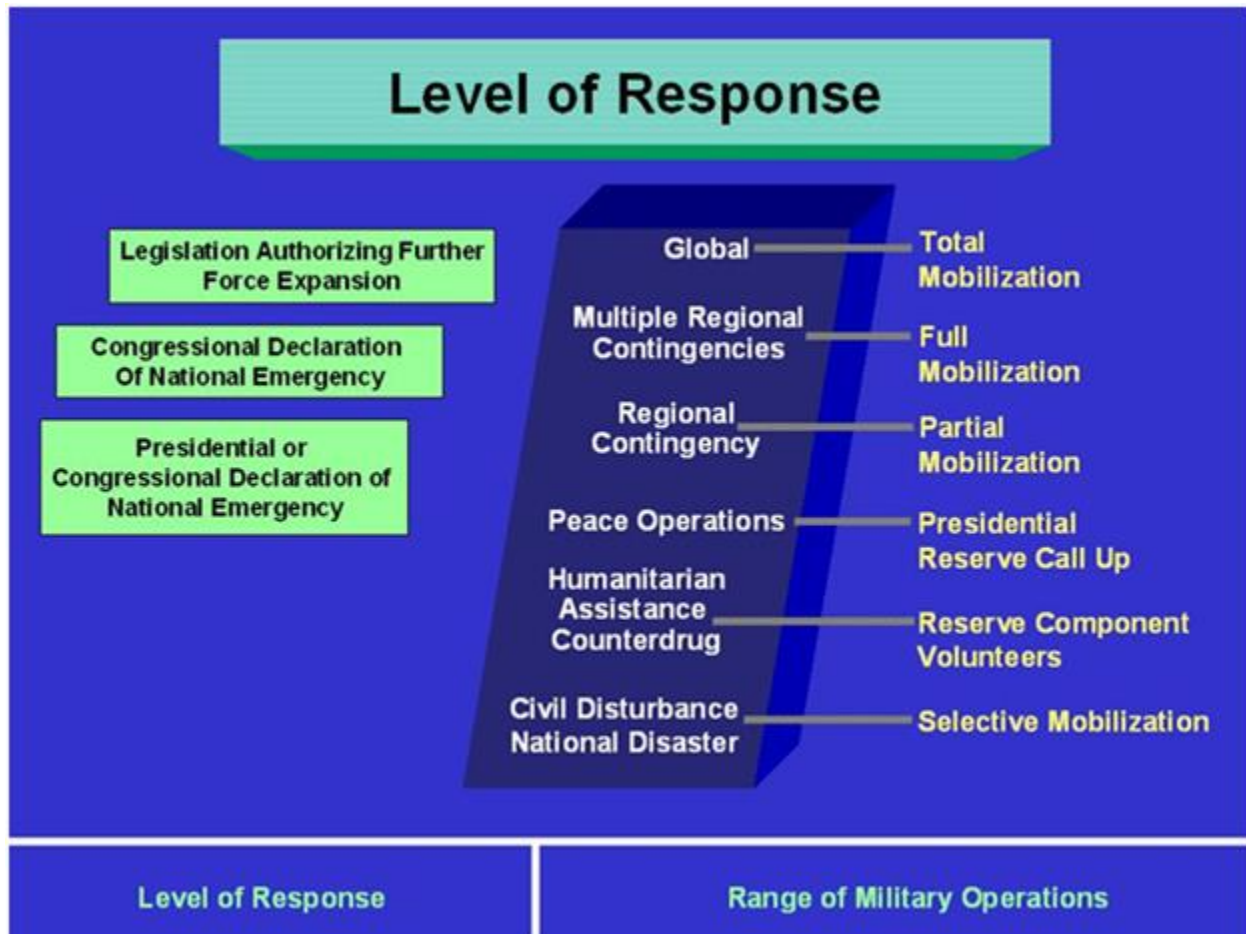 Level of Response
Legislation Authorizing Further
Force Expansion
Congressional Declaration
Of National Emergency
Presidential or
Congressional Declaration of
National Emergency
Global
Total
Mobilization
Multiple Regional
Contingencies
Full
Mobilization
Regional
Contingency
Partial
Mobilization
Peace Operations
Presidential
Reserve Call Up
Humanitarian
Assistance
Counterdrug
Reserve Component
Volunteers
Civil Disturbance
National Disaster
Selective Mobilization
Level of Response
Range of Military Operations